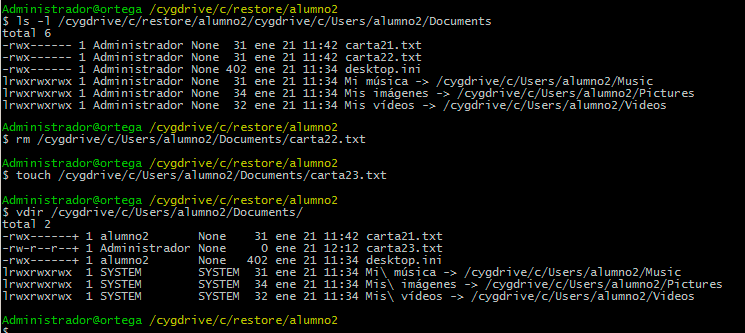 Administrador@ortega /cygdrive/c/restore/alumno2
$ ls -l /cygdrive/c/restore/alumno2/cygdrive/c/Users/alumno2/Documents
total 6
-rwx------ 1 Administrador None  31 ene 21 11:42 carta21.txt
-rwx------ 1 Administrador None  31 ene 21 11:42 carta22.txt
-rwx------ 1 Administrador None 402 ene 21 11:34 desktop.ini
lrwxrwxrwx 1 Administrador None  31 ene 21 11:34 Mi música -> /cygdrive/c/Users/alumno2/Music
lrwxrwxrwx 1 Administrador None  34 ene 21 11:34 Mis imágenes -> /cygdrive/c/Users/alumno2/Pictures
lrwxrwxrwx 1 Administrador None  32 ene 21 11:34 Mis vídeos -> /cygdrive/c/Users/alumno2/Videos
Administrador@ortega /cygdrive/c/restore/alumno2
$ rm /cygdrive/c/Users/alumno2/Documents/carta22.txt
Administrador@ortega /cygdrive/c/restore/alumno2
$ touch /cygdrive/c/Users/alumno2/Documents/carta23.txt
Administrador@ortega /cygdrive/c/restore/alumno2
$ vdir /cygdrive/c/Users/alumno2/Documents/
total 2
-rwx------+ 1 alumno2       None    31 ene 21 11:42 carta21.txt
-rw-r--r--+ 1 Administrador None     0 ene 21 12:12 carta23.txt
-rwx------+ 1 alumno2       None   402 ene 21 11:34 desktop.ini
lrwxrwxrwx  1 SYSTEM        SYSTEM  31 ene 21 11:34 Mi\ música -> /cygdrive/c/Users/alumno2/Music
lrwxrwxrwx  1 SYSTEM        SYSTEM  34 ene 21 11:34 Mis\ imágenes -> /cygdrive/c/Users/alumno2/Pictures
lrwxrwxrwx  1 SYSTEM        SYSTEM  32 ene 21 11:34 Mis\ vídeos -> /cygdrive/c/Users/alumno2/Videos
Administrador@ortega /cygdrive/c/restore/alumno2
$